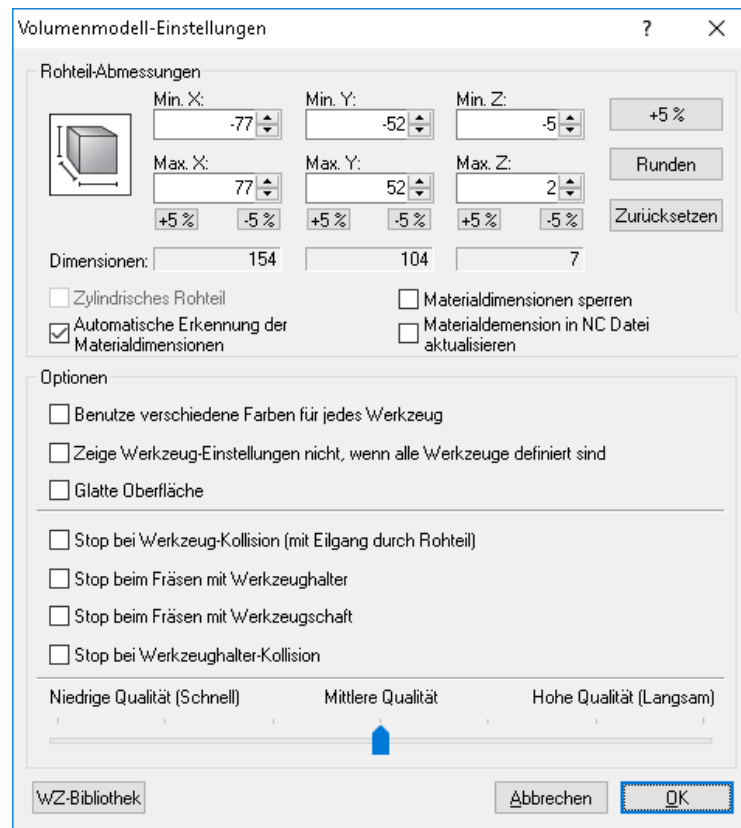 Volumenmodell-Einstellungen ?
Rohteil-Abmessungen
Min. X: Min. Y: Min. Z:
-77 -52 -5 +5 %
Max. X: Max. Y: Max. Z: Runden
77 52 2
+5 % -5 % +5 % -5 % +5 % -5 % Zurücksetzen
Dimensionen: 154 104 7
Zylindrisches Rohteil Materialdimensionen sperren
Automatische Erkennung der Materialdemension in NC Datei
Materialdimensionen aktualisieren
Optionen
Benutze verschiedene Farben für jedes Werkzeug
Zeige Werkzeug-Einstellungen nicht, wenn alle Werkzeuge definiert sind
Glatte Oberfläche
Stop bei Werkzeug-Kollision (mit Eilgang durch Rohteil)
Stop beim Fräsen mit Werkzeughalter
Stop beim Fräsen mit Werkzeugschaft
Stop bei Werkzeughalter-Kollision
Niedrige Qualität (Schnell) Mittlere Qualität Hohe Qualität (Langsam)
WZ-Bibliothek Abbrechen OK